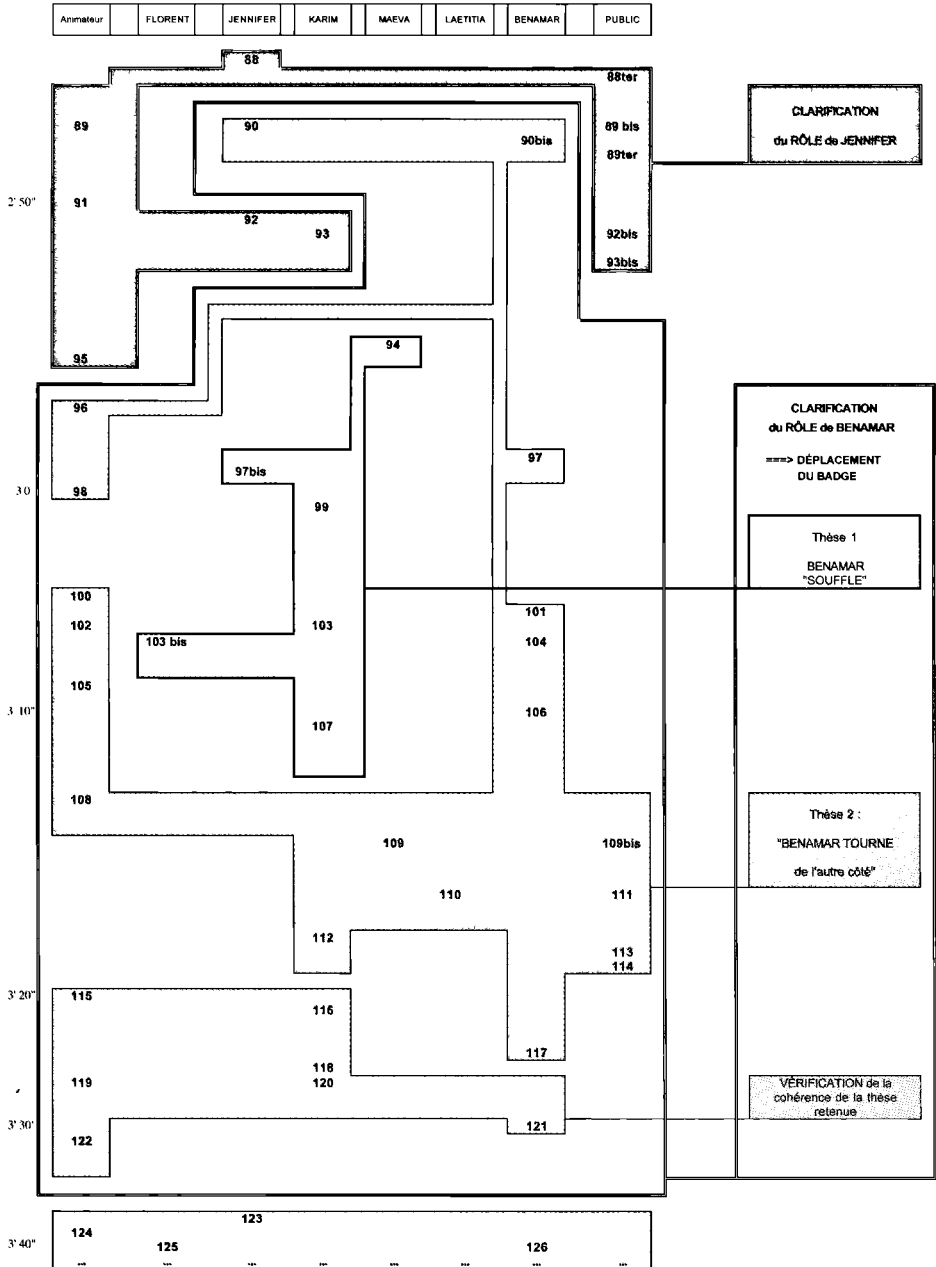 Animateur FLORENT JENNIFER KARIM MAEVA LAETITIA BENAMAR PUBLIC
88
88ter
89 90 89 bis
90bis 89ter
CLARIFICATION
du RÔLE de JENNIFER
2' 50" 91
92
93 92bis
93bis
94
95
96
CLARIFICATION
du RÔLE de BENAMAR
===> DÉPLACEMENT
DU BADGE
97
97bis
3'0 98
99
Thèse 1
BENAMAR
"SOUFFLE"
100
101
102 103
103 bis 104
105
3' 10" 106
107
108
Thèse 2 :
"BENAMAR TOURNE
de l'autre côté"
109 109bis
110 111
112
113
114
3' 20" 115
116
117
118
119 120
VÉRIFICATION de la
cohérence de la thèse
retenue
3' 30' 121
122
123
124
3' 40" 125 126
... ... ... ... ... ... ... ...